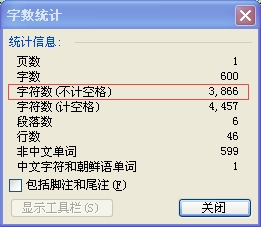 字数统计
统计信息:
页数 1
字数 600
字符数(不计空格) 3,866
字符数(计空格) 4,457
段落数 6
行数 46
非中文单词 599
中文字符和朝鲜语单词 1
包括脚注和尾注(F)
显示工具栏(S) 关闭